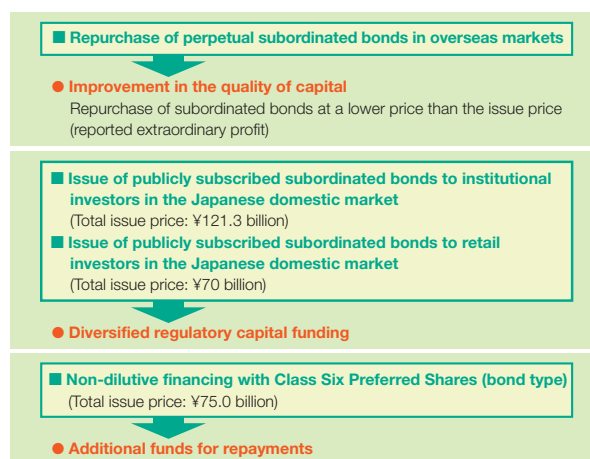 ■ Repurchase of perpetual subordinated bonds in overseas markets
● Improvement in the quality of capital
Repurchase of subordinated bonds at a lower price than the issue price
(reported extraordinary profit)
■ Issue of publicly subscribed subordinated bonds to institutional
investors in the Japanese domestic market
(Total issue price: ¥121.3 billion)
■ Issue of publicly subscribed subordinated bonds to retail
investors in the Japanese domestic market
(Total issue price: ¥70 billion)
● Diversified regulatory capital funding
■ Non-dilutive financing with Class Six Preferred Shares (bond type)
(Total issue price: ¥75.0 billion)
● Additional funds for repayments